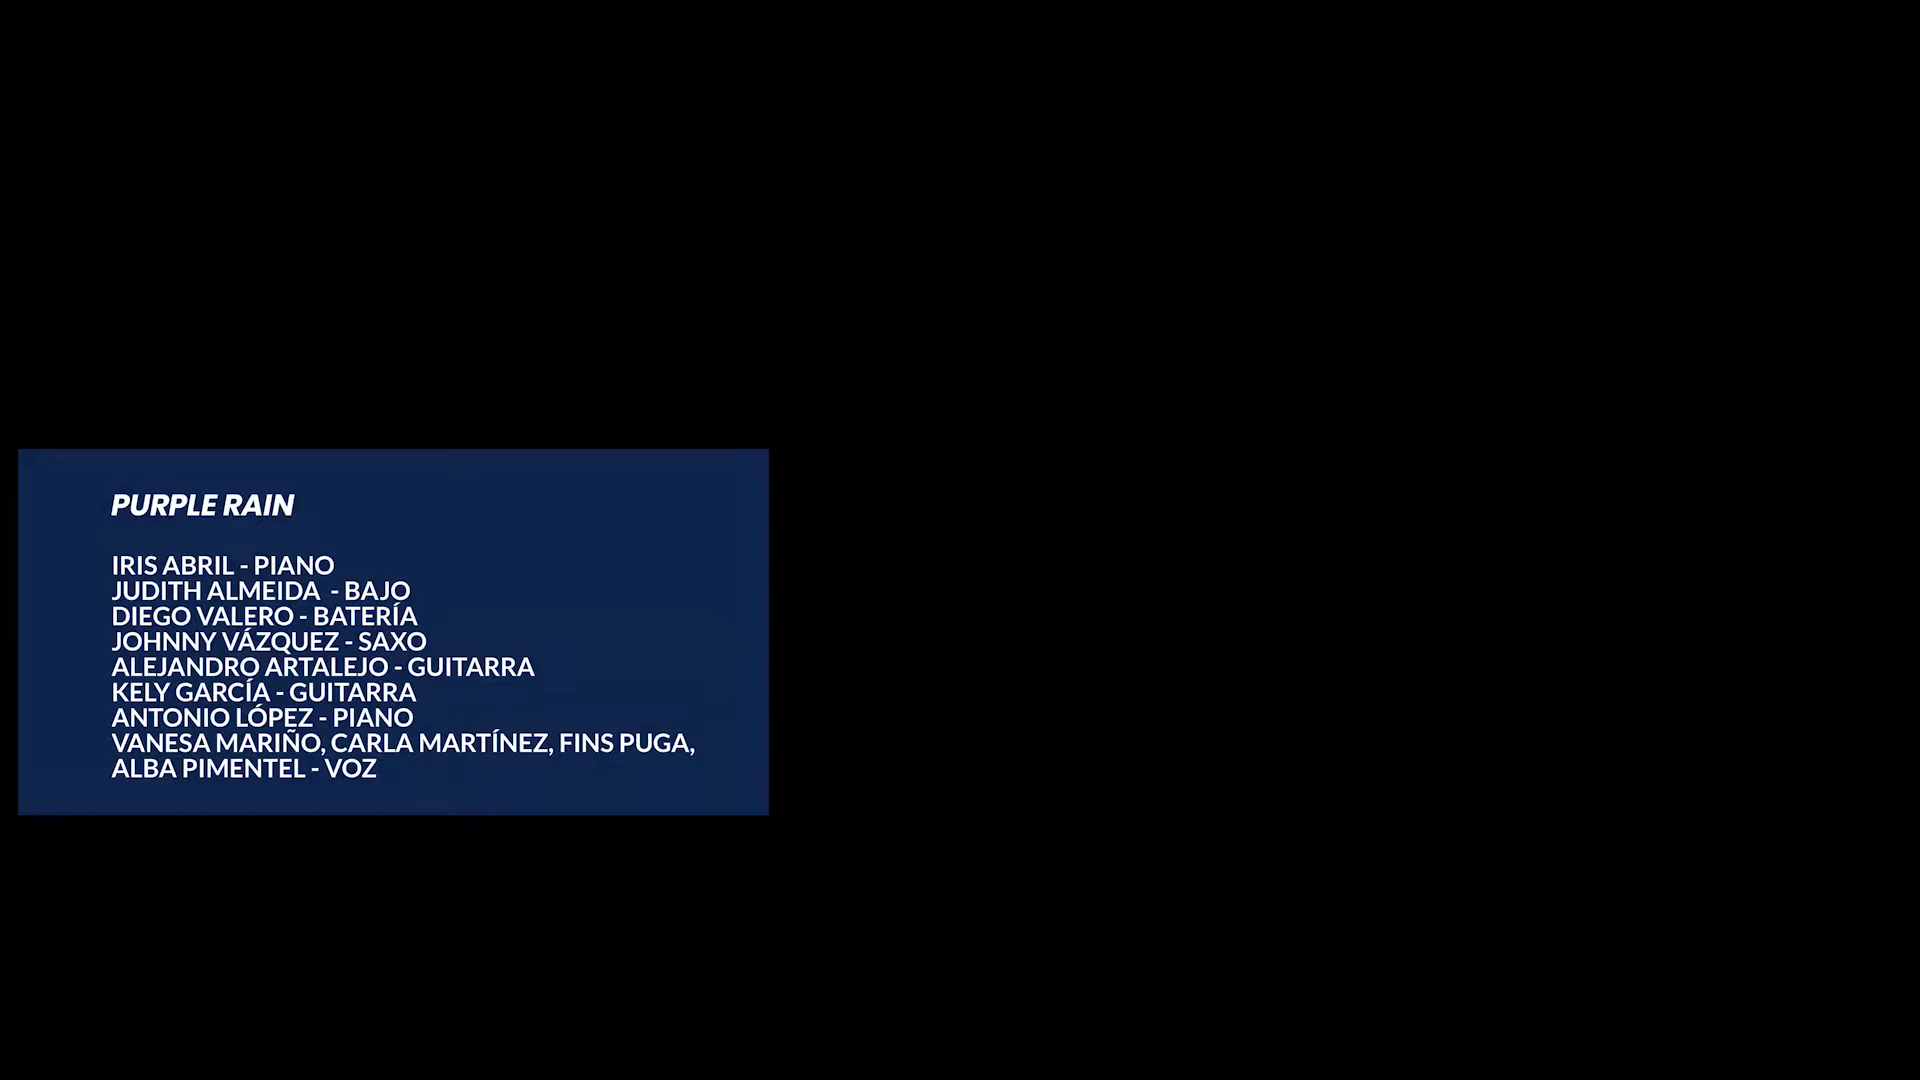 PURPLE RAIN
IRIS ABRIL - PIANO
JUDITH ALMEIDA  - BAJO
DIEGO VALERO - BATERÍA
JOHNNY VÁZQUEZ - SAXO
ALEJANDRO ARTALEJO - GUITARRA
KELY GARCÍA - GUITARRA
ANTONIO LÓPEZ - PIANO
VANESA MARIÑO, CARLA MARTÍNEZ, FINS PUGA,
ALBA PIMENTEL - VOZ